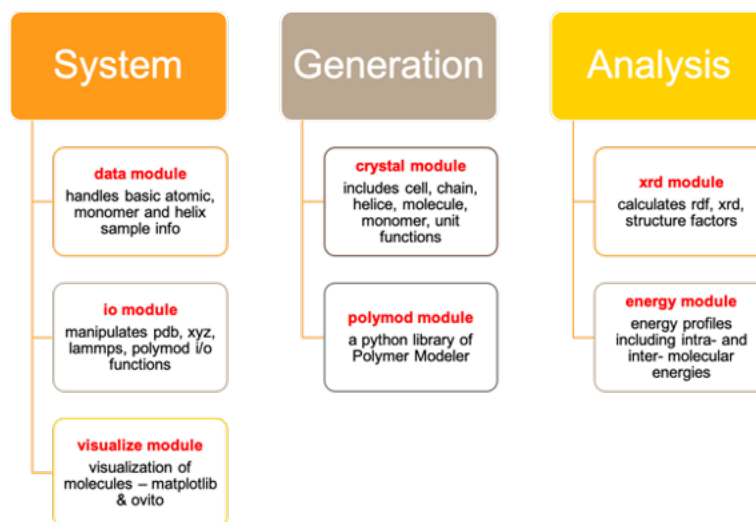 System
data module
handles basic atomic,
monomer and helix
sample info
io module
manipulates pdb, xyz,
lammps, polymod i/o
functions
visualize module
visualization of
molecules – matplotlib
& ovito
Generation
crystal module
includes cell, chain,
helice, molecule,
monomer, unit
functions
polymod module
a python library of
Polymer Modeler
Analysis
xrd module
calculates rdf, xrd,
structure factors
energy module
energy profiles
including intra- and
inter- molecular
energies